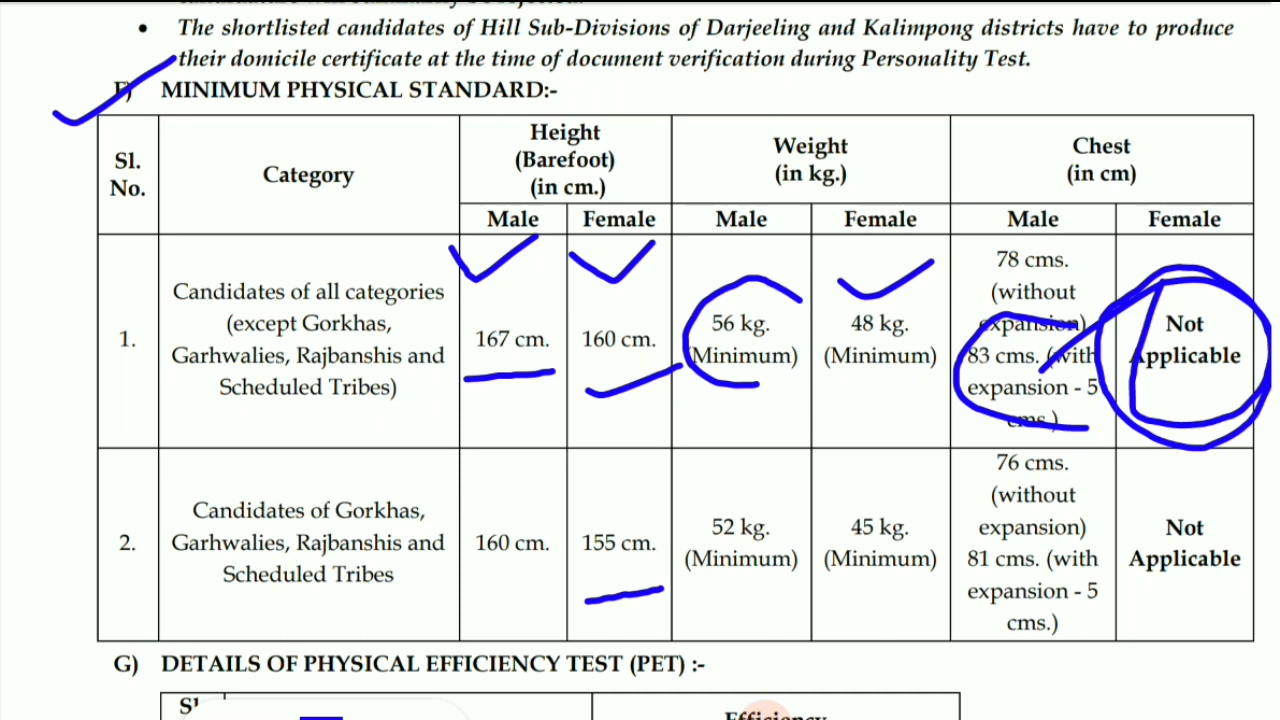 • The shortlisted candidates of Hill Sub-Divisions of Darjeeling and Kalimpong districts have to produce
their domicile certificate at the time of document verification during Personality Test.
F) MINIMUM PHYSICAL STANDARD:-
Sl. No. Category Height (Barefoot) (in cm.) Weight (in kg.) Chest (in cm)
Male Female Male Female Male Female
1. Candidates of all categories (except Gorkhas, Garhwalies, Rajbanshis and Scheduled Tribes) 167 cm. 160 cm. 56 kg. (Minimum) 48 kg. (Minimum) 78 cms. (without expansion) 83 cms. (with expansion - 5 cms.) Not Applicable
2. Candidates of Gorkhas, Garhwalies, Rajbanshis and Scheduled Tribes 160 cm. 155 cm. 52 kg. (Minimum) 45 kg. (Minimum) 76 cms. (without expansion) 81 cms. (with expansion - 5 cms.) Not Applicable
G) DETAILS OF PHYSICAL EFFICIENCY TEST (PET) :-
Efficiency